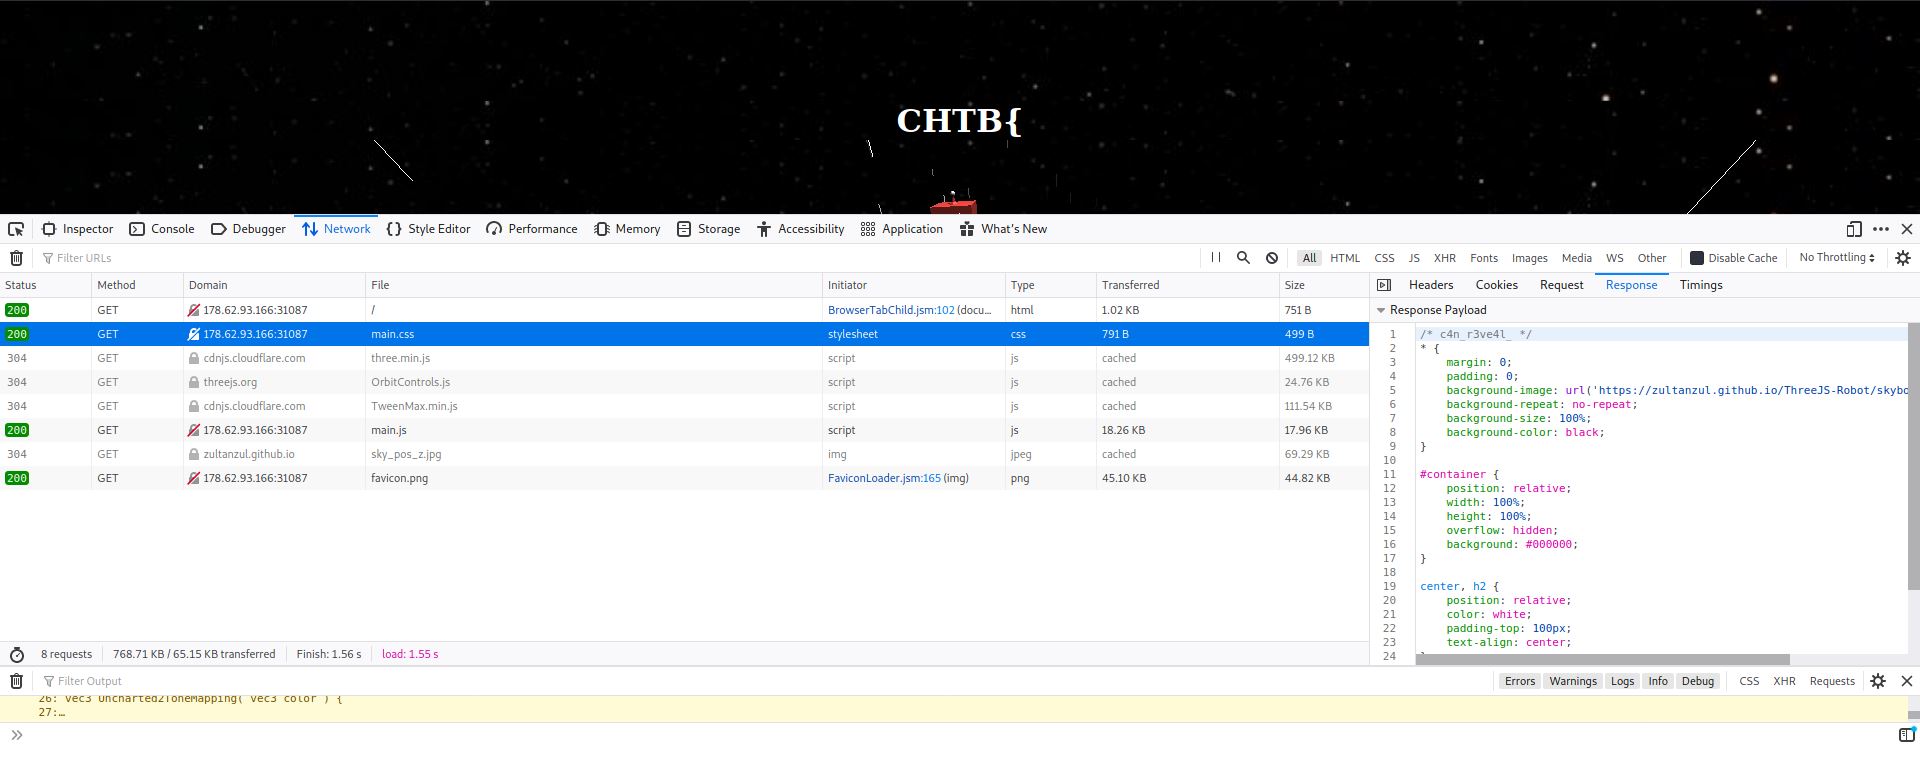 CHTB{
Inspector Console Debugger Network Style Editor Performance Memory Storage Accessibility Application What's New
Filter URLs All HTML CSS JS XHR Fonts Images Media WS Other Disable Cache No Throttling
Status Method Domain File Initiator Type Transferred Size
200 GET 178.62.93.166:31087 / BrowserTabChild.jsm:102 (docu... html 1.02 KB 751 B
200 GET 178.62.93.166:31087 main.css stylesheet css 791 B 499 B
304 GET cdnjs.cloudflare.com three.min.js script js cached 499.12 KB
304 GET threejs.org OrbitControls.js script js cached 24.76 KB
304 GET cdnjs.cloudflare.com TweenMax.min.js script js cached 111.54 KB
200 GET 178.62.93.166:31087 main.js script js 18.26 KB 17.96 KB
304 GET zultanzul.github.io sky_pos_z.jpg img jpeg cached 69.29 KB
200 GET 178.62.93.166:31087 favicon.png FaviconLoader.jsm:165 (img) png 45.10 KB 44.82 KB
8 requests 768.71 KB / 65.15 KB transferred Finish: 1.56 s load: 1.55 s
Headers Cookies Request Response Timings
Response Payload
1 /* c4n_r3ve4l_ */
2 * {
3 margin: 0;
4 padding: 0;
5 background-image: url('https://zultanzul.github.io/ThreeJS-Robot/skybo
6 background-repeat: no-repeat;
7 background-size: 100%;
8 background-color: black;
9 }
10
11 #container {
12 position: relative;
13 width: 100%;
14 height: 100%;
15 overflow: hidden;
16 background: #000000;
17 }
18
19 center, h2 {
20 position: relative;
21 color: white;
22 padding-top: 100px;
23 text-align: center;
24
Filter Output Errors Warnings Logs Info Debug CSS XHR Requests
26: vec3 Uncharted2ToneMapping( vec3 color ) {
27:…